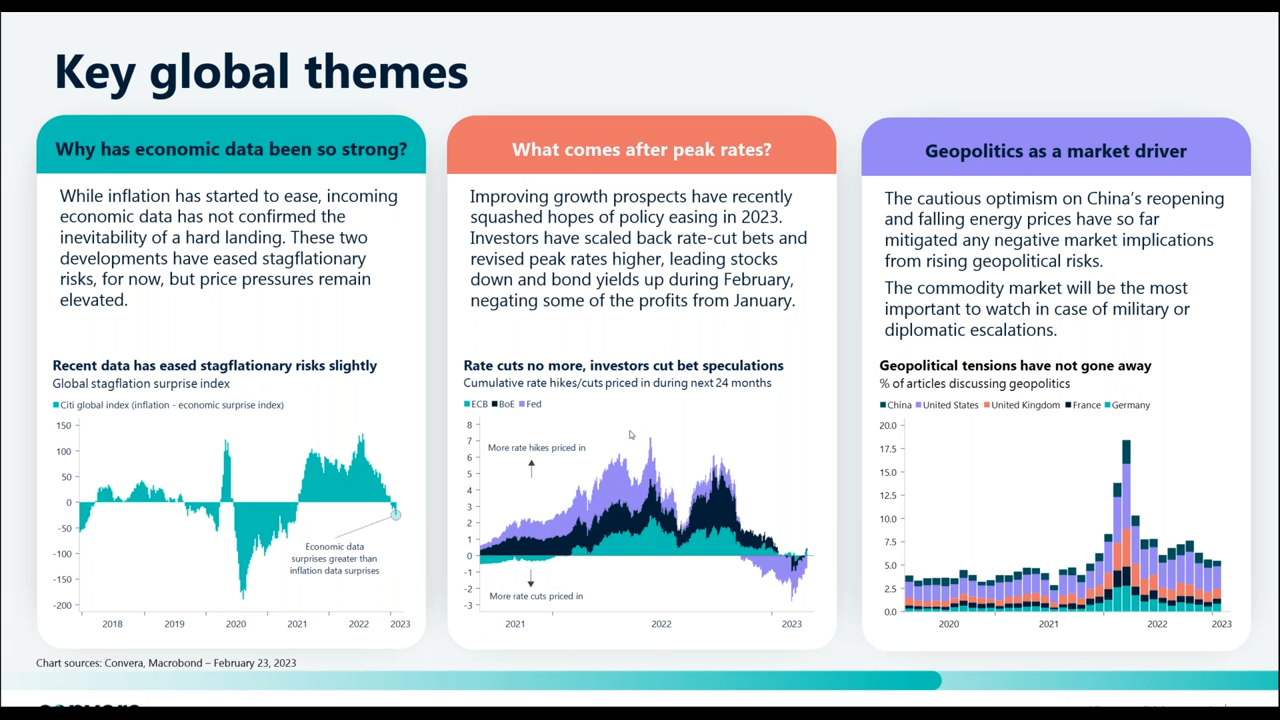 Key global themes
Why has economic data been so strong?
While inflation has started to ease, incoming
economic data has not confirmed the
inevitability of a hard landing. These two
developments have eased stagflationary
risks, for now, but price pressures remain
elevated.
Recent data has eased stagflationary risks slightly
Global stagflation surprise index
Citi global index (inflation - economic surprise index)
150
100
50
0
-50
-100
-150
-200
Economic data
surprises greater than
inflation data surprises
2018 2019 2020 2021 2022 2023
What comes after peak rates?
Improving growth prospects have recently
squashed hopes of policy easing in 2023.
Investors have scaled back rate-cut bets and
revised peak rates higher, leading stocks
down and bond yields up during February,
negating some of the profits from January.
Rate cuts no more, investors cut bet speculations
Cumulative rate hikes/cuts priced in during next 24 months
ECB BoE Fed
8
7
6
5
4
3
2
1
0
-1
-2
-3
More rate hikes priced in
More rate cuts priced in
2021 2022 2023
Geopolitics as a market driver
The cautious optimism on China's reopening
and falling energy prices have so far
mitigated any negative market implications
from rising geopolitical risks.
The commodity market will be the most
important to watch in case of military or
diplomatic escalations.
Geopolitical tensions have not gone away
% of articles discussing geopolitics
China United States United Kingdom France Germany
20.0
17.5
15.0
12.5
10.0
7.5
5.0
2.5
0.0
2020 2021 2022 2023
Chart sources: Convera, Macrobond – February 23, 2023